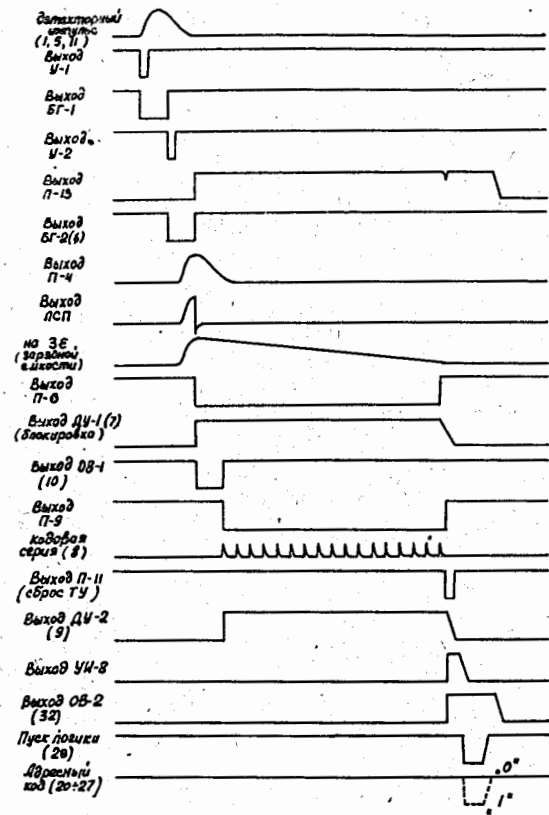 Детекторный
импульс
(1, 5, 11)
Выход
У-1
Выход
БГ-1
Выход
У-2
Выход
П-13
Выход
БГ-2(6)
Выход
П-4
Выход
ЛСП
на ЗЕ
(зарядной
емкости)
Выход
П-6
Выход ДУ-1(7)
(блокировка)
Выход ОВ-1
(10)
Выход
П-9
кодовая
серия (8)
Выход П-11
(сброс ТУ)
Выход ДУ-2
(9)
Выход УИ-8
Выход ОВ-2
(32)
Пуск логики
(28)
Адресный
код (20÷27)
„0"
„1"